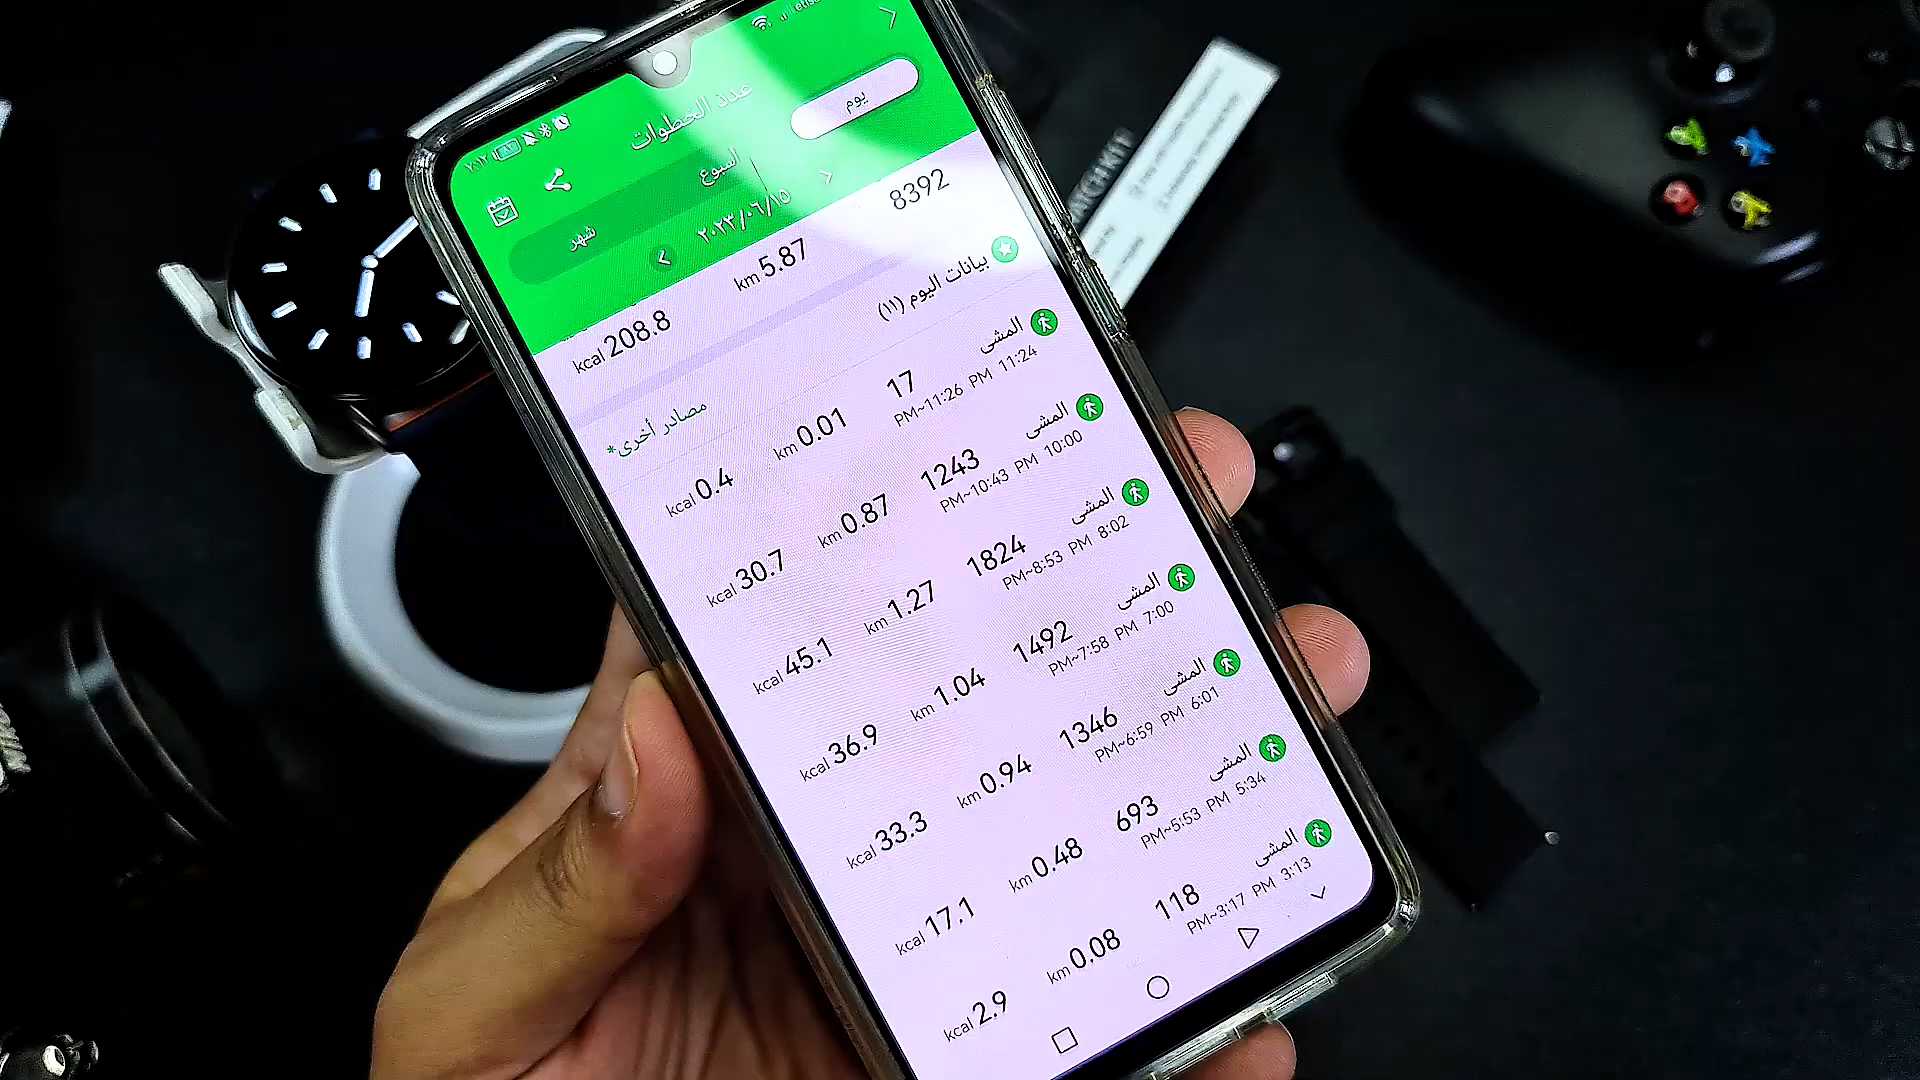 ٧:١٢
etisa
عدد الخطوات
يوم
أسبوع
شهر
٢٠٢٣/٠٦/١٥
8392
5.87 km
208.8 kcal
بيانات اليوم (١١)
مصادر أخرى*
المشي
PM~11:26 PM 11:24
17
0.01 km
0.4 kcal
المشي
PM~10:43 PM 10:00
1243
0.87 km
30.7 kcal
المشي
PM~8:53 PM 8:02
1824
1.27 km
45.1 kcal
المشي
PM~7:58 PM 7:00
1492
1.04 km
36.9 kcal
المشي
PM~6:59 PM 6:01
1346
0.94 km
33.3 kcal
المشي
PM~5:53 PM 5:34
693
0.48 km
17.1 kcal
المشي
PM~3:17 PM 3:13
118
0.08 km
2.9 kcal